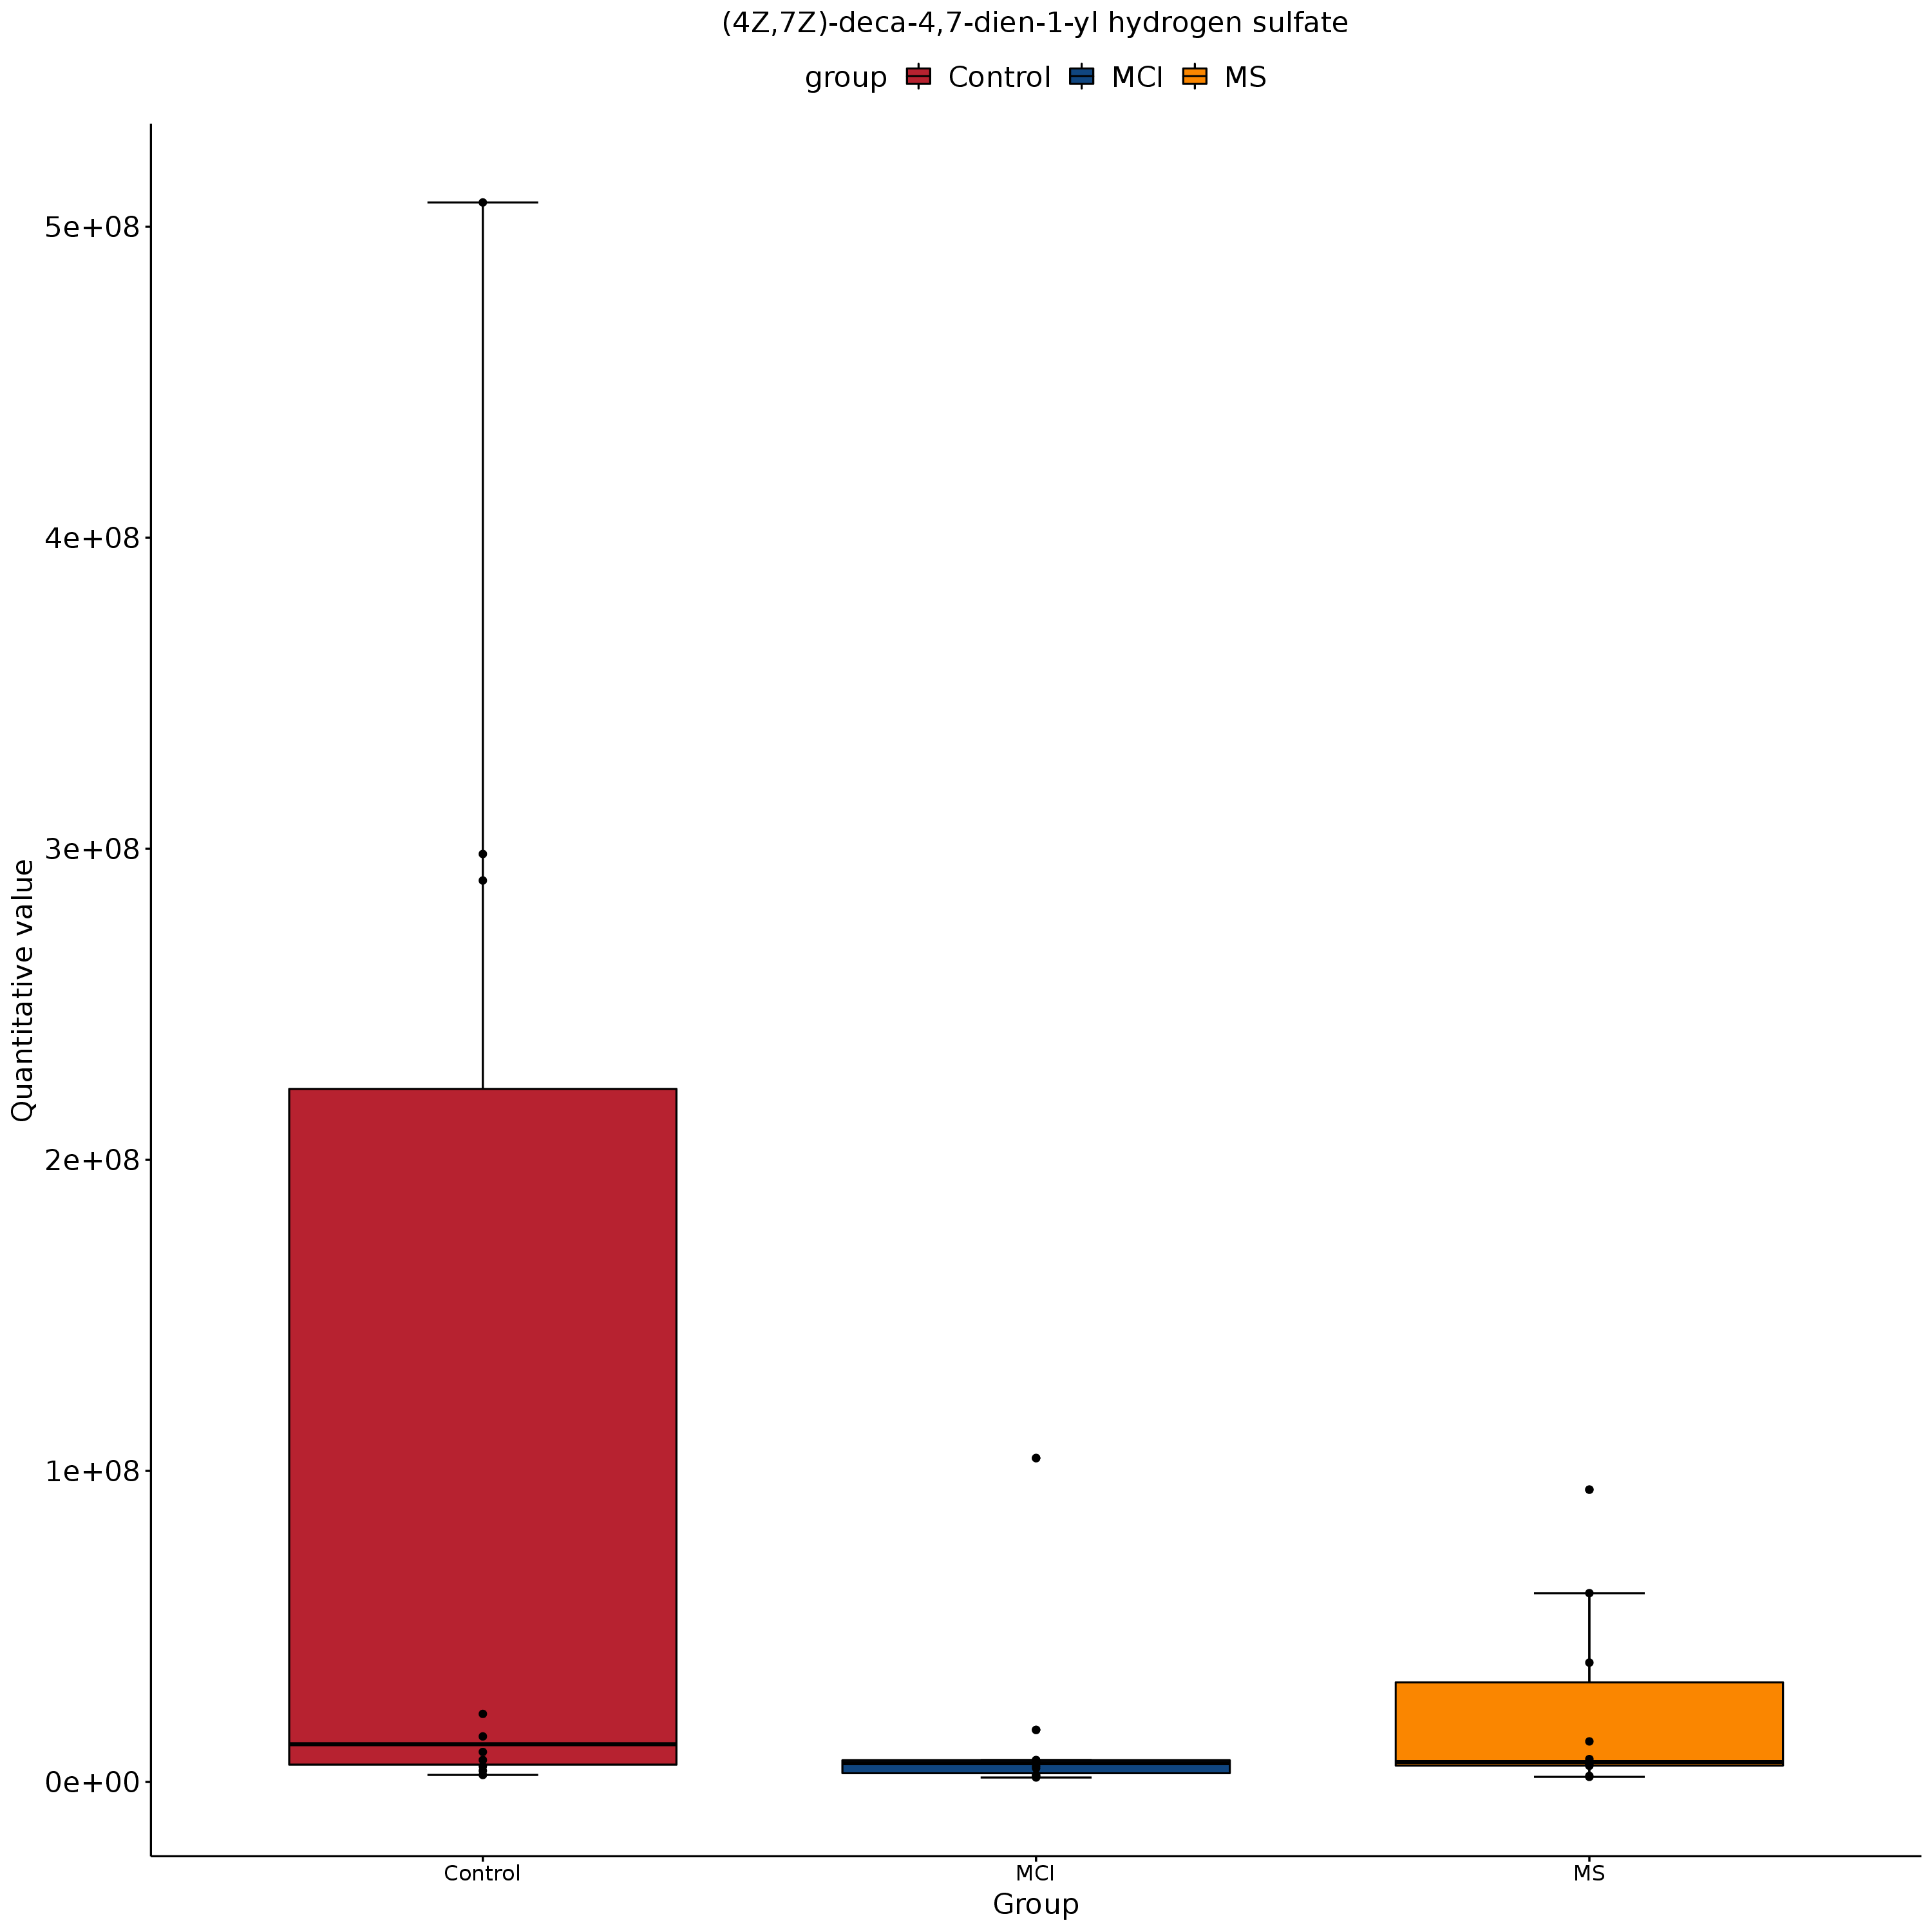 (4Z,7Z)-deca-4,7-dien-1-yl hydrogen sulfate
group Control MCI MS
Quantitative value
5e+08
4e+08
3e+08
2e+08
1e+08
0e+00
Control MCI MS
Group